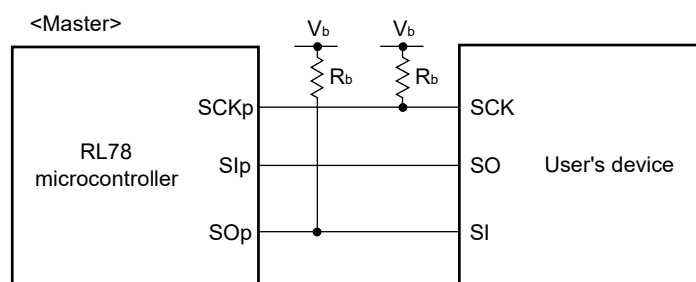 <Master>
Vb Vb
Rb Rb
SCKp SCK
RL78
microcontroller
SIp SO
User's device
SOp SI